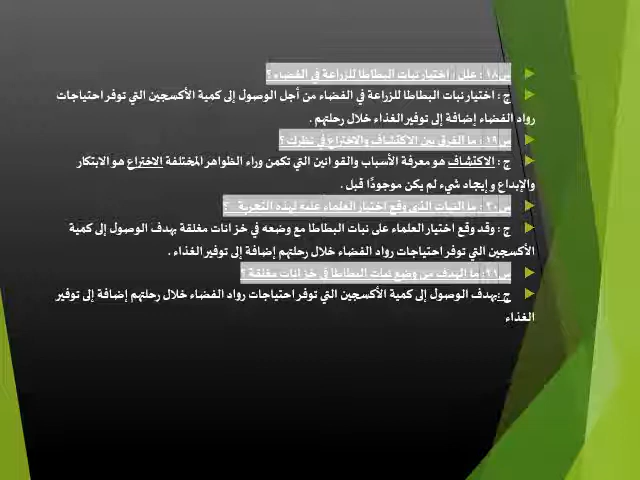 س١٨ : علل : اختيار نبات البطاطا للزراعة في الفضاء ؟
ج : اختيار نبات البطاطا للزراعة في الفضاء من أجل الوصول إلى كمية الأكسجين التي توفر احتياجات
رواد الفضاء إضافة إلى توفير الغذاء خلال رحلتهم .
س١٩ : ما الفرق بين الاكتشاف والاختراع في نظرك ؟
ج : الاكتشاف هو معرفة الأسباب والقوانين التي تكمن وراء الظواهر المختلفة الاختراع هو الابتكار
والإبداع و إيجاد شيء لم يكن موجودًا قبل .
س٢٠ : ما النبات الذي وقع اختيار العلماء عليه لهذه التجربة ؟
ج : وقد وقع اختيار العلماء على نبات البطاطا مع وضعه في خزانات مغلقة بهدف الوصول إلى كمية
الأكسجين التي توفر احتياجات رواد الفضاء خلال رحلتهم إضافة إلى توفير الغذاء .
س٢١ : ما الهدف من وضع نبات البطاطا في خزانات مغلقة ؟
ج :بهدف الوصول إلى كمية الأكسجين التي توفر احتياجات رواد الفضاء خلال رحلتهم إضافة إلى توفير
الغذاء